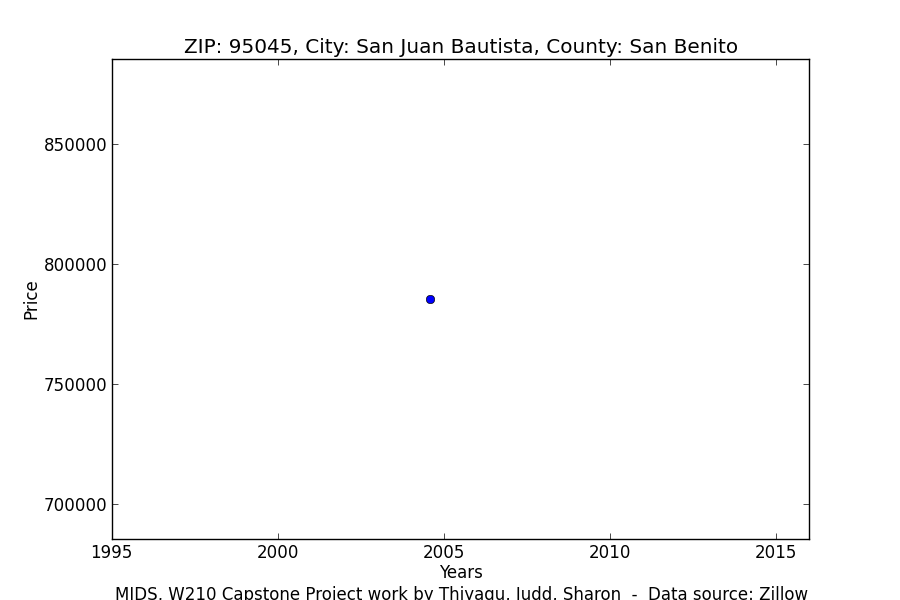 ZIP: 95045, City: San Juan Bautista, County: San Benito
850000
800000
750000
700000
Price
1995 2000 2005 2010 2015
Years
MIDS, W210 Capstone Project work by Thiyagu, Judd, Sharon - Data source: Zillow